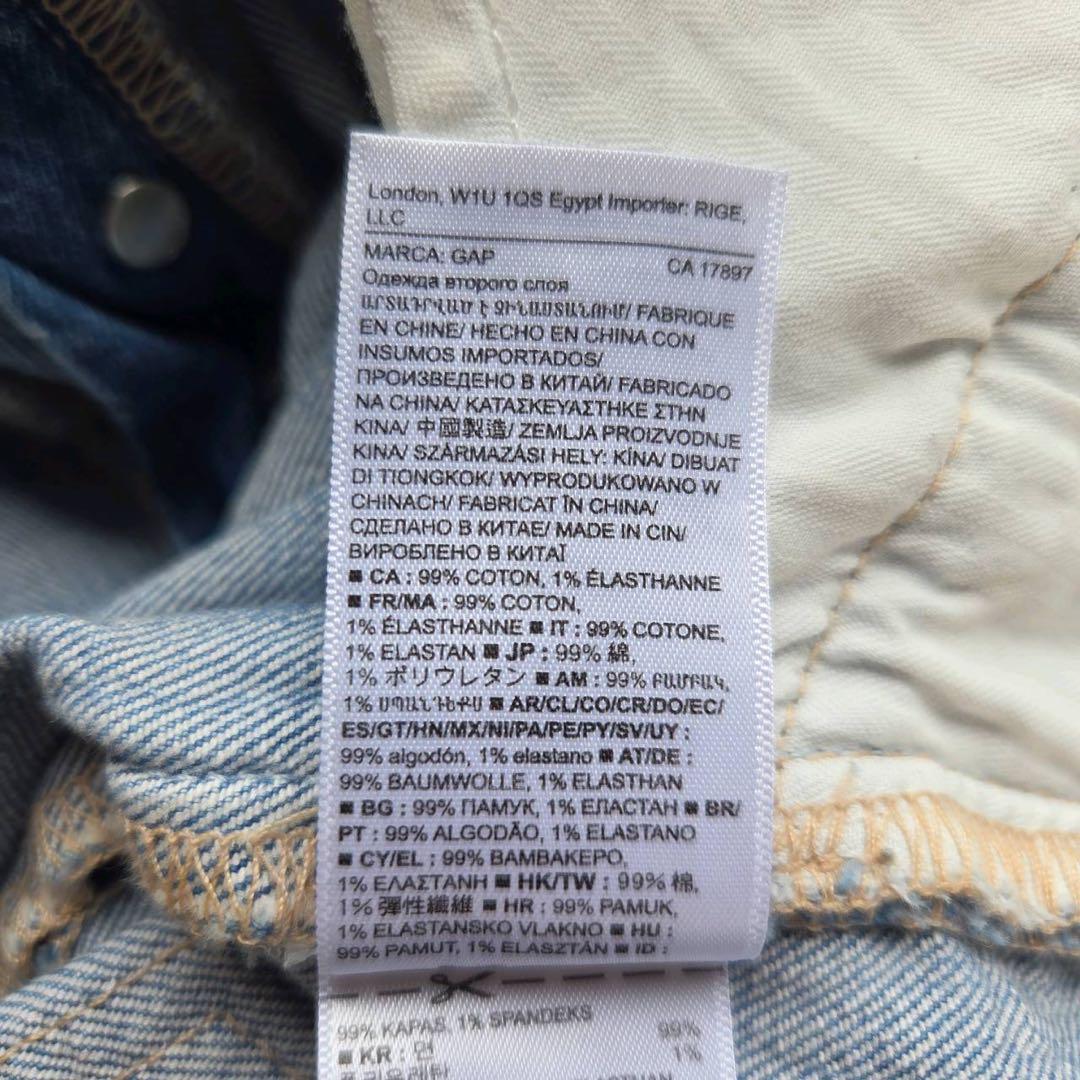 London, W1U 1QS Egypt Importer: RIGE,
LLC
MARCA: GAP CA 17897
Одежда второго слоя
ԱՐՏԱԴՐՎԱԾ Է ՉԻՆԱՍՏԱՆՈՒՄ/ FABRIQUE
EN CHINE/ HECHO EN CHINA CON
INSUMOS IMPORTADOS/
ПРОИЗВЕДЕНО В КИТАЙ/ FABRICADO
NA CHINA/ ΚΑΤΑΣΚΕΥΑΣΤΗΚΕ ΣΤΗΝ
ΚΙΝΑ/ 中國製造/ ZEMLJA PROIZVODNJE
KINA/ SZÁRMAZÁSI HELY: KÍNA/ DIBUAT
DI TIONGKOK/ WYPRODUKOWANO W
CHINACH/ FABRICAT ÎN CHINA/
СДЕЛАНО В КИТАЕ/ MADE IN CIN/
ВИРОБЛЕНО В КИТАЇ
■ CA : 99% COTTON, 1% ÉLASTHANNE
■ FR/MA : 99% COTON,
1% ÉLASTHANNE ■ IT : 99% COTONE,
1% ELASTAN ■ JP : 99% 綿,
1% ポリウレタン ■ AM : 99% ԲԱՄԲԱԿ,
1% ՍՊԱՆԴԵՔՍ ■ AR/CL/CO/CR/DO/EC/
ES/GT/HN/MX/NI/PA/PE/PY/SV/UY :
99% algodón, 1% elastano ■ AT/DE :
99% BAUMWOLLE, 1% ELASTHAN
■ BG : 99% ПАМУК, 1% ЕЛАСТАН ■ BR/
PT : 99% ALGODÃO, 1% ELASTANO
■ CY/EL : 99% ΒΑΜΒΑΚΕΡΟ,
1% ΕΛΑΣΤΑΝΗ ■ HK/TW : 99% 棉,
1% 彈性纖維 ■ HR : 99% PAMUK,
1% ELASTANSKO VLAKNO ■ HU :
99% PAMUT, 1% ELASZTÁN ■ ID :
99% KAPAS, 1% SPANDEKS
■ KR : 면 99%
폴리우레탄 1%